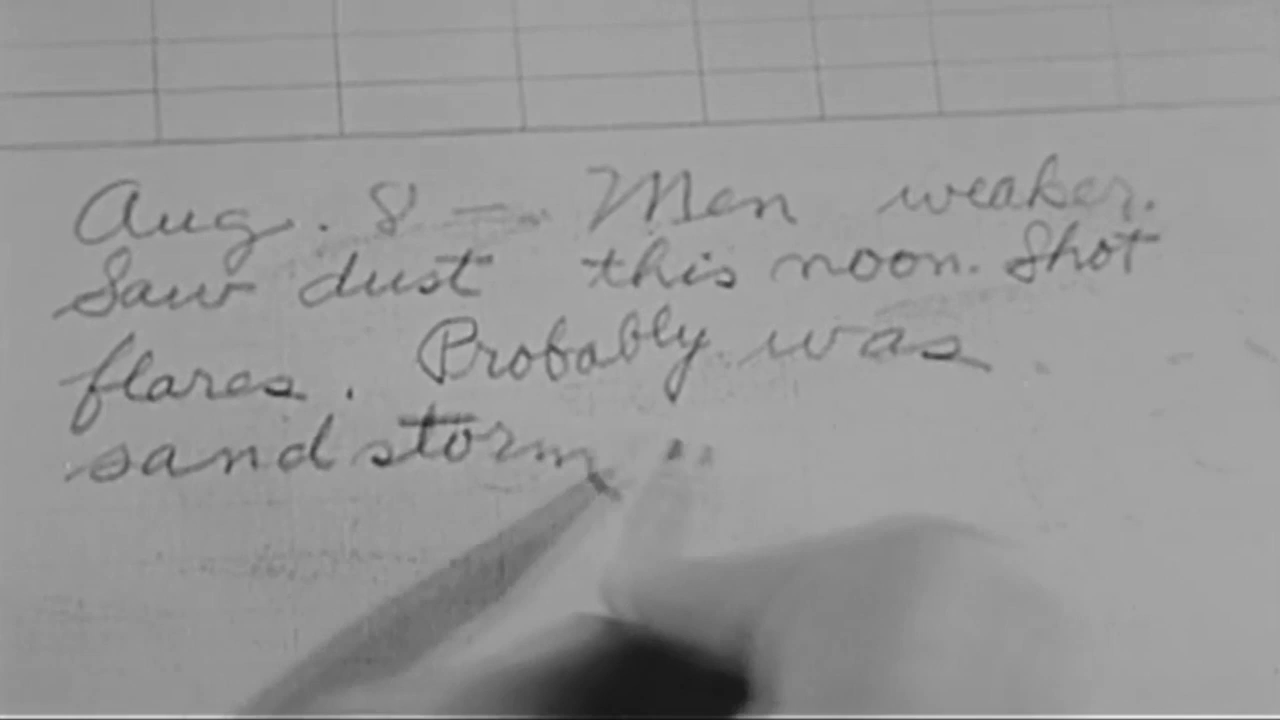 Aug. 8 — Men weaker.
Saw dust this noon. Shot
flares. Probably was
sandstorm